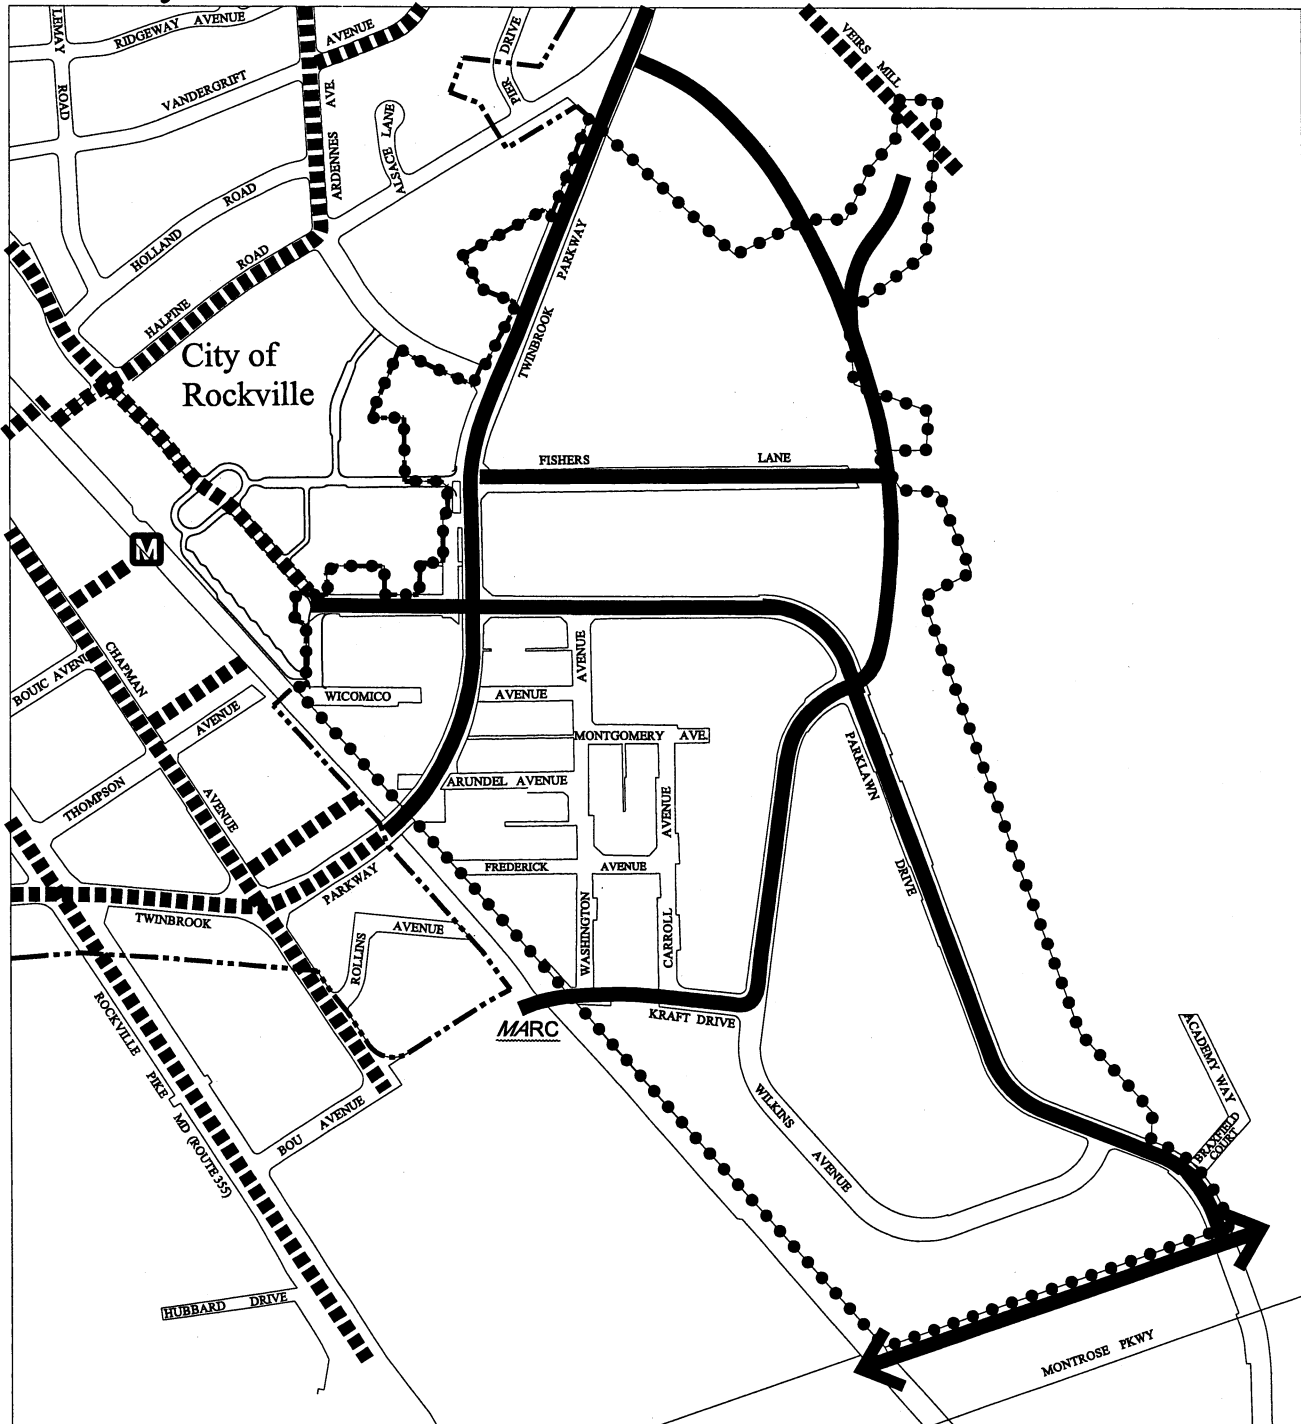 LEMAY
ROAD
RIDGEWAY AVENUE
AVENUE
DRIVE
PIER
VEIRS MILL
VANDERGRIFT
AVE.
ARDENNES
ALSACE LANE
ROAD
HOLLAND
ROAD
HALPINE
PARKWAY
TWINBROOK
City of
Rockville
FISHERS LANE
M
CHAPMAN
AVENUE
BOUIC AVENU
AVENUE
THOMPSON
WICOMICO
AVENUE
AVENUE
MONTGOMERY AVE.
ARUNDEL AVENUE
AVENUE
FREDERICK AVENUE
WASHINGTON
CARROLL
PARKLAWN
DRIVE
PARKWAY
TWINBROOK
ROLLINS
AVENUE
MARC
KRAFT DRIVE
ROCKVILLE PIKE MD (ROUTE 355)
BOU AVENUE
WILKINS
AVENUE
ACADEMY WAY
BRAXFIELD
COURT
HUBBARD DRIVE
MONTROSE PKWY